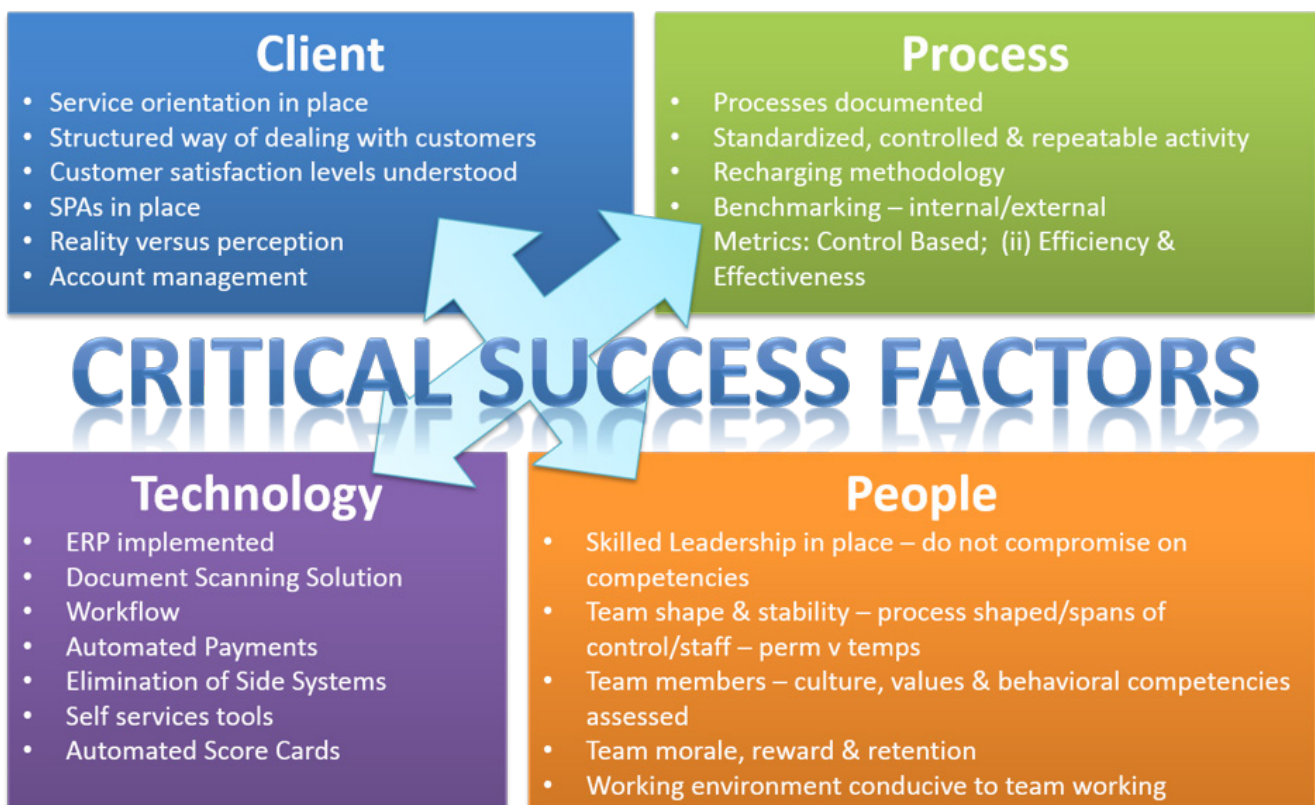 Client
• Service orientation in place
• Structured way of dealing with customers
• Customer satisfaction levels understood
• SPAs in place
• Reality versus perception
• Account management
Process
• Processes documented
• Standardized, controlled & repeatable activity
• Recharging methodology
• Benchmarking – internal/external
Metrics: Control Based;  (ii) Efficiency &
Effectiveness
CRITICAL SUCCESS FACTORS
Technology
• ERP implemented
• Document Scanning Solution
• Workflow
• Automated Payments
• Elimination of Side Systems
• Self services tools
• Automated Score Cards
People
• Skilled Leadership in place – do not compromise on
competencies
• Team shape & stability – process shaped/spans of
control/staff – perm v temps
• Team members – culture, values & behavioral competencies
assessed
• Team morale, reward & retention
• Working environment conducive to team working